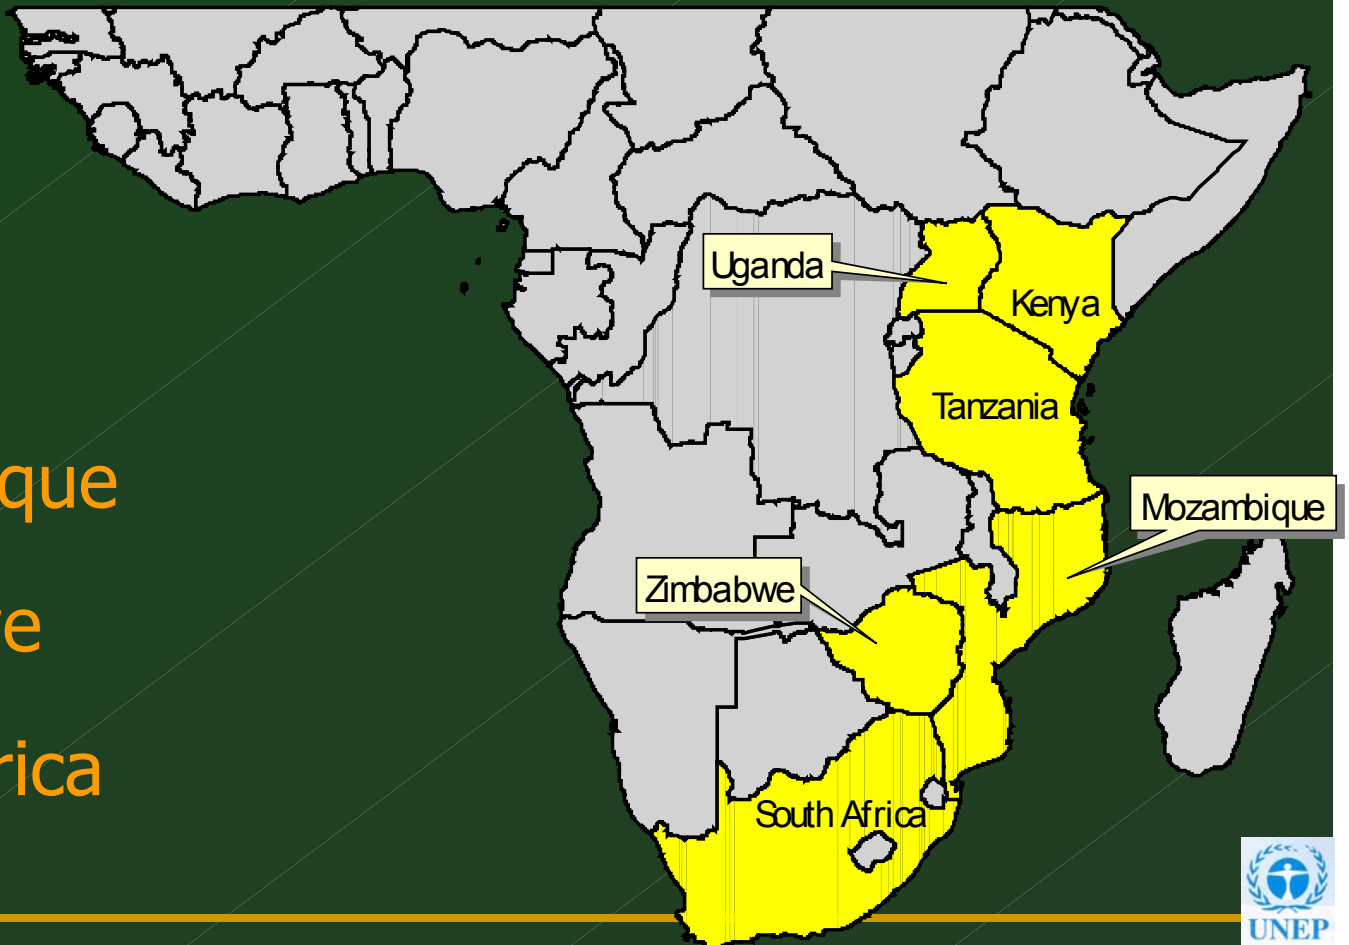 Uganda
Kenya
Tanzania
que
Mozambique
Zimbabwe
e
rica
South Africa
UNEP